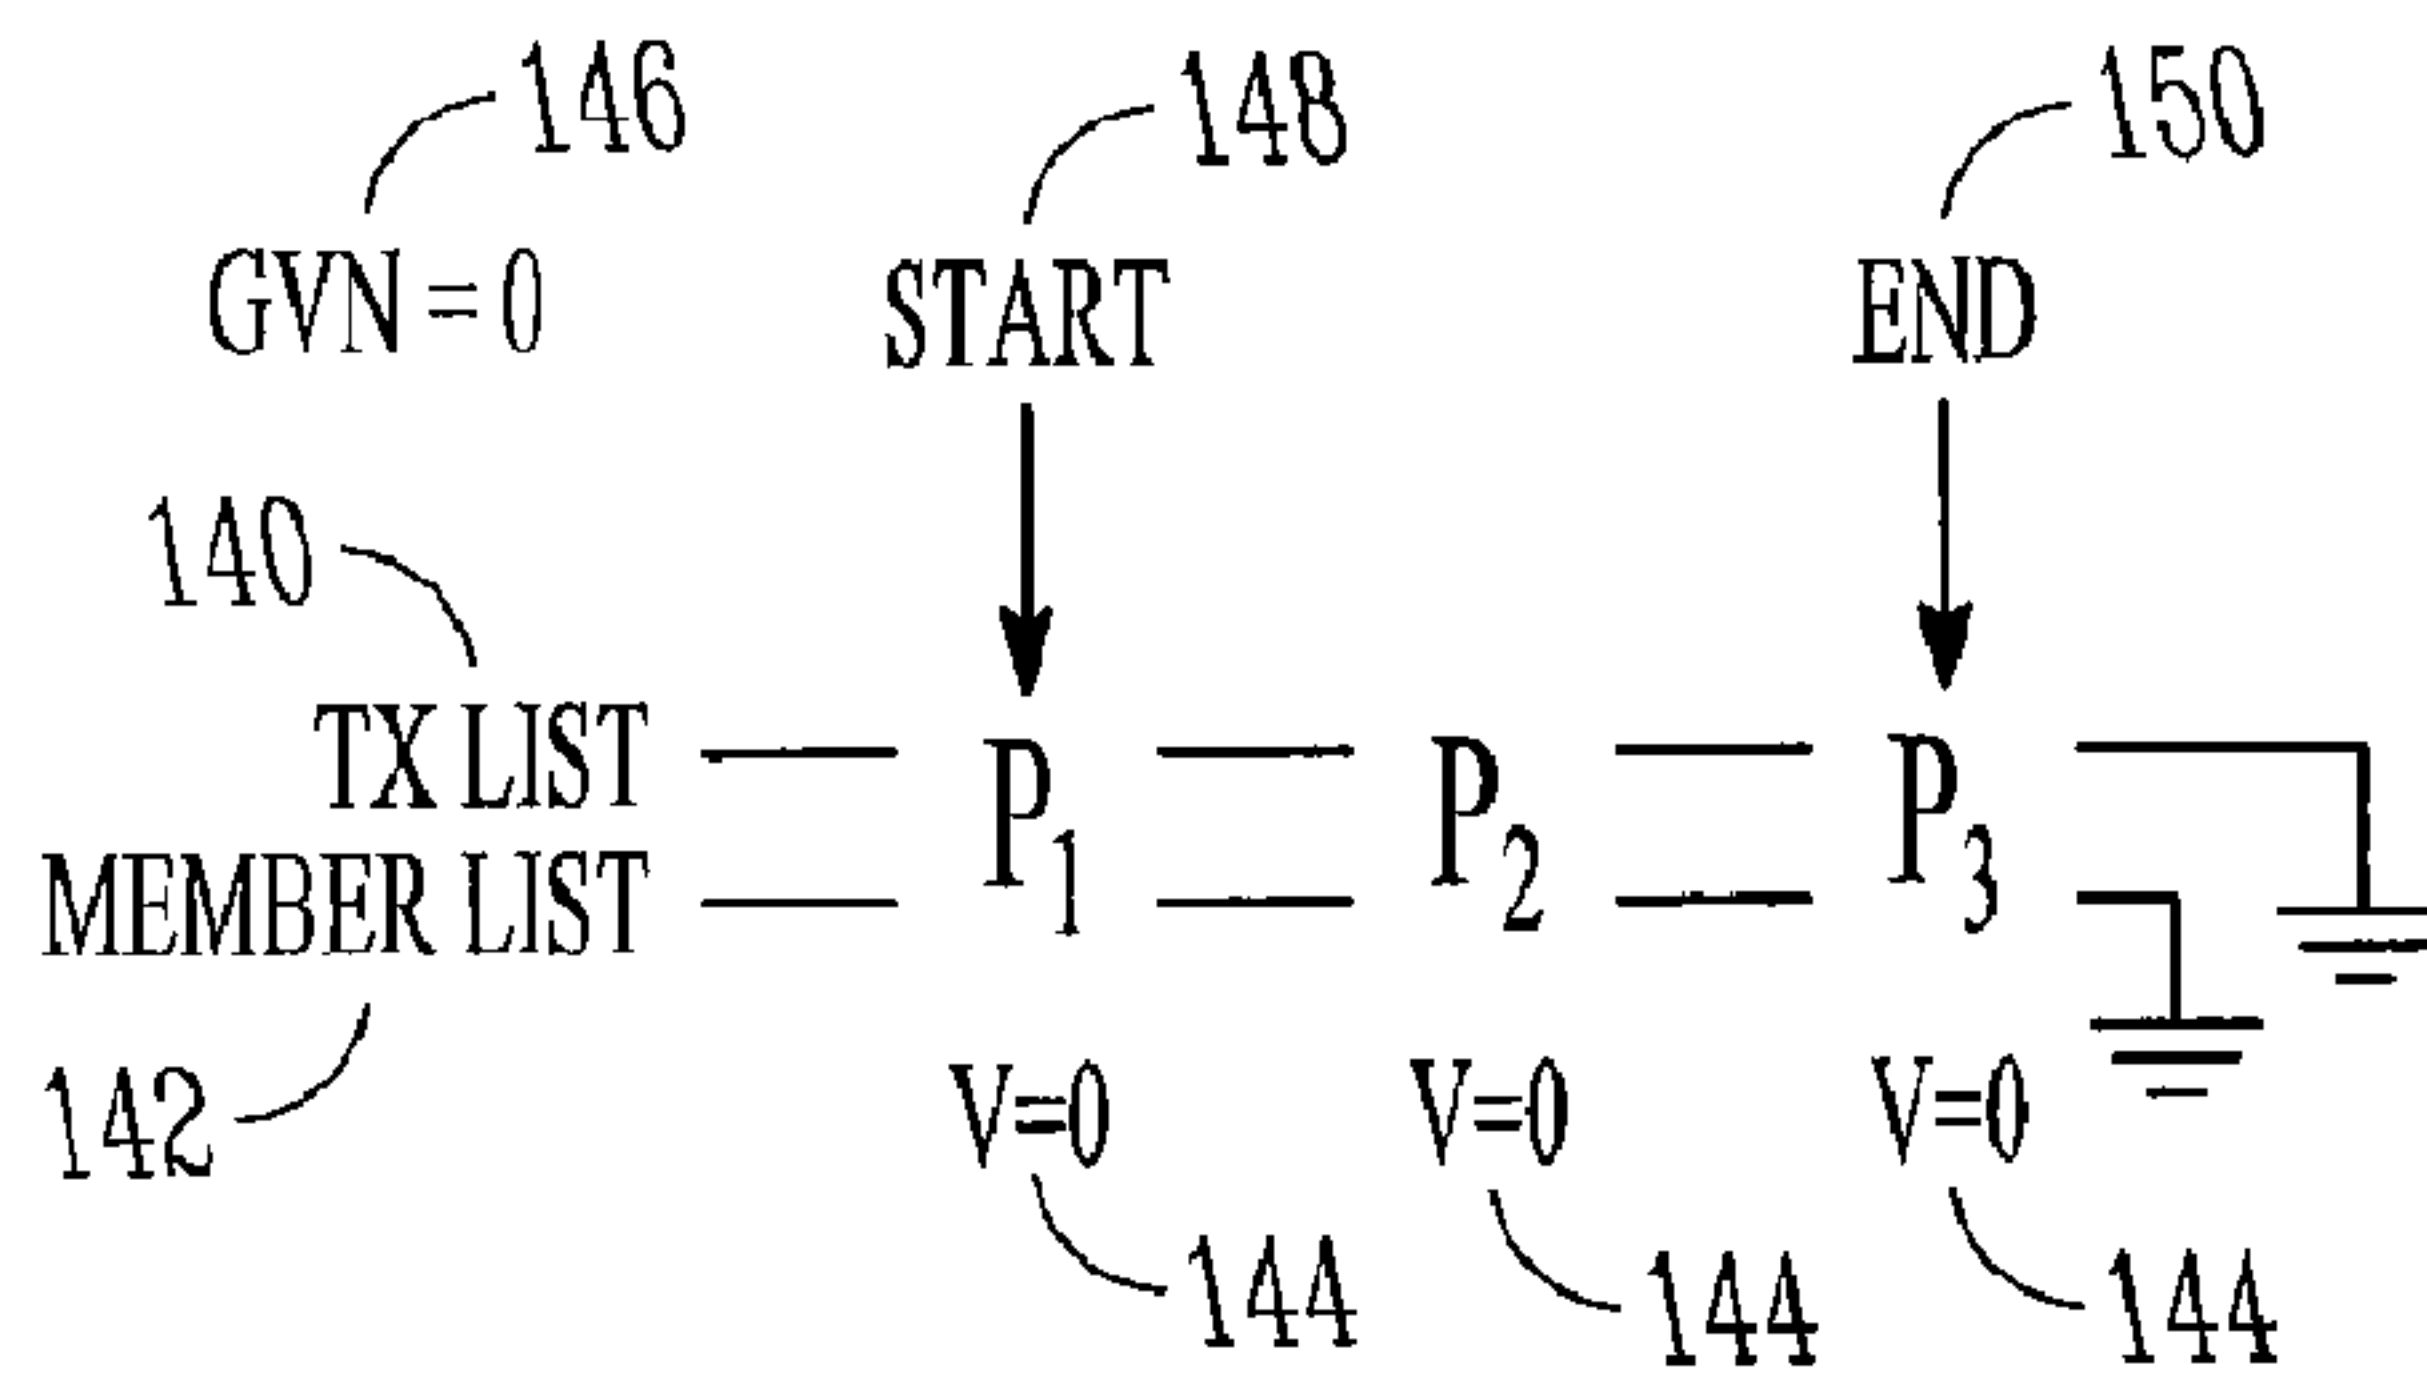 146 148 150
GVN = 0 START END
140
TX LIST
MEMBER LIST
P1 P2 P3
142
V=0 V=0 V=0
144 144 144